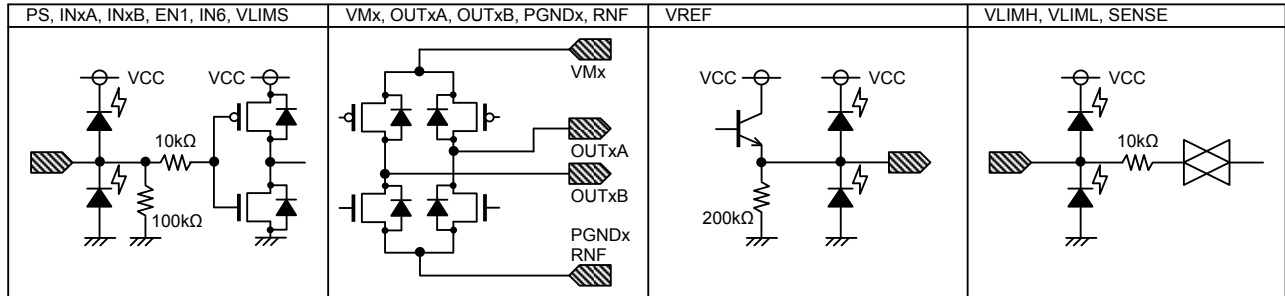 PS, INxA, INxB, EN1, IN6, VLIMS
VCC
VCC
10kΩ
100kΩ
VMx, OUTxA, OUTxB, PGNDx, RNF
VMx
OUTxA
OUTxB
PGNDx
RNF
VREF
VCC
VCC
200kΩ
VLIMH, VLIML, SENSE
VCC
10kΩ